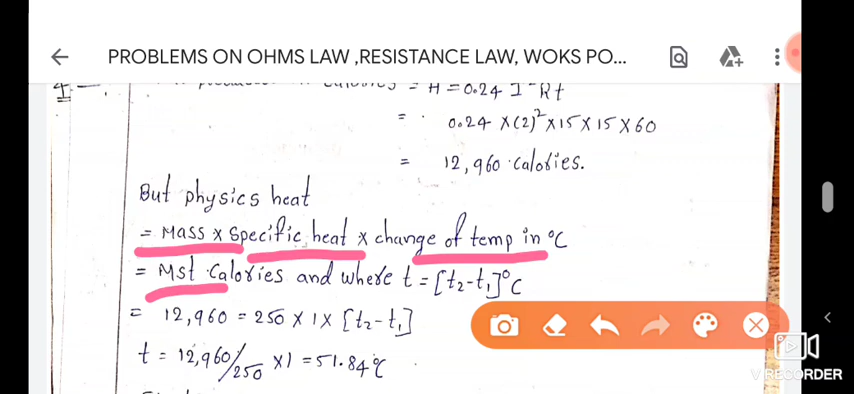 PROBLEMS ON OHMS LAW ,RESISTANCE LAW, WOKS PO...
= H = 0.24 I²Rt
= 0.24 X (2)² X 15 X 15 X 60
= 12,960 Calories.
But physics heat
= Mass x Specific heat x change of temp in °C
= Mst Calories and where t = [t₂-t₁]°C
= 12,960 = 250 X 1 X [t₂-t₁]
t = 12,960/250 X1 = 51.84°C
V RECORDER